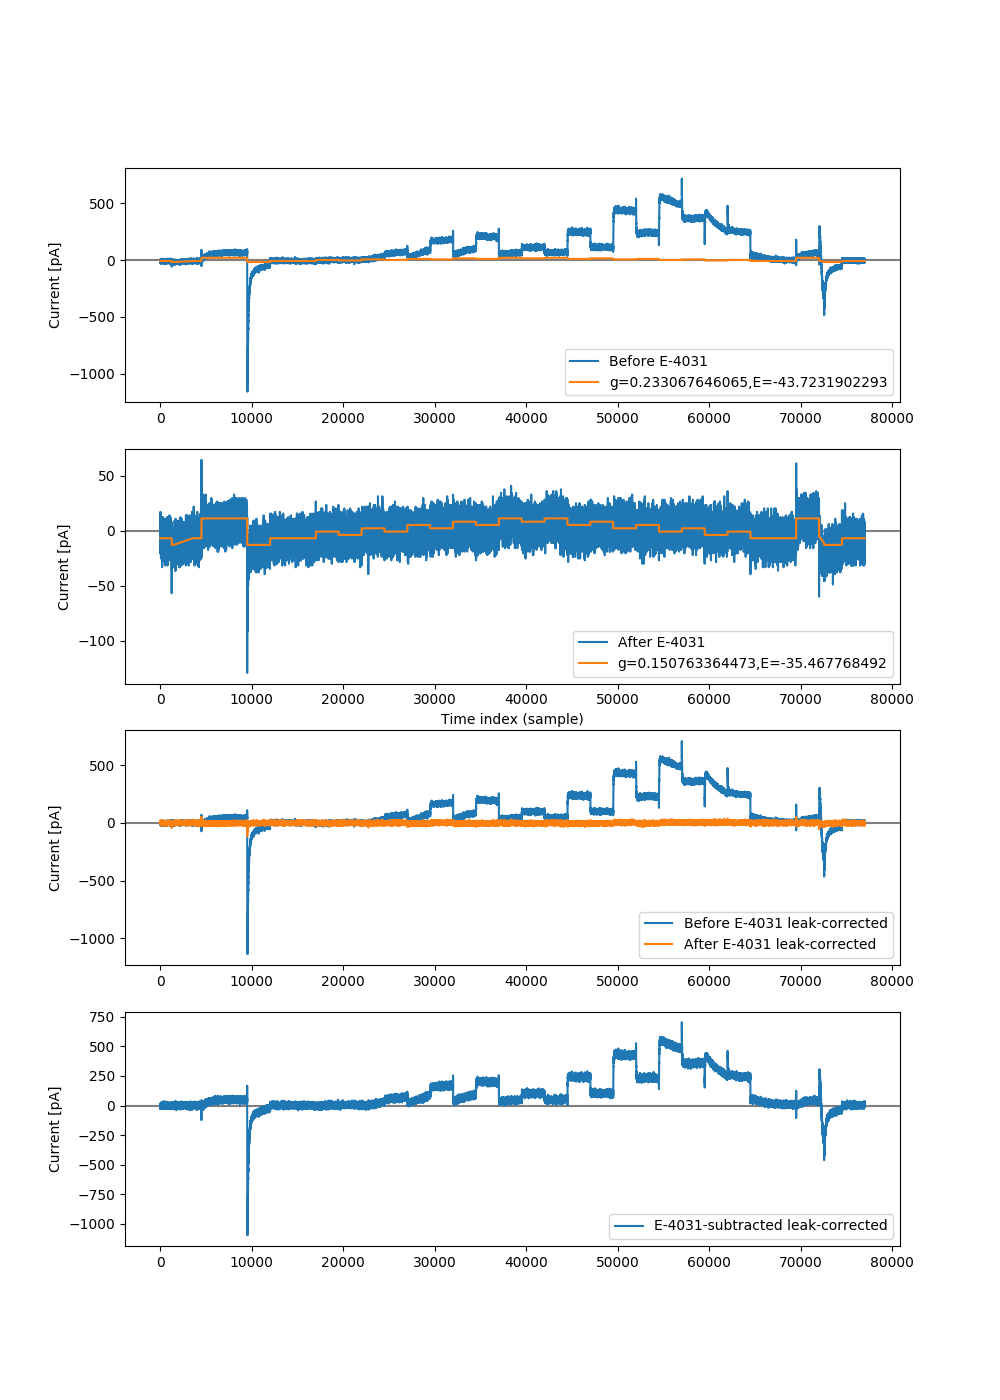 500
0
−500
−1000
Current [pA]
Before E-4031
g=0.233067646065,E=-43.7231902293
0 10000 20000 30000 40000 50000 60000 70000 80000
50
0
−50
−100
Current [pA]
After E-4031
g=0.150763364473,E=-35.467768492
0 10000 20000 30000 40000 50000 60000 70000 80000
Time index (sample)
500
0
−500
−1000
Current [pA]
Before E-4031 leak-corrected
After E-4031 leak-corrected
0 10000 20000 30000 40000 50000 60000 70000 80000
750
500
250
0
−250
−500
−750
−1000
Current [pA]
E-4031-subtracted leak-corrected
0 10000 20000 30000 40000 50000 60000 70000 80000